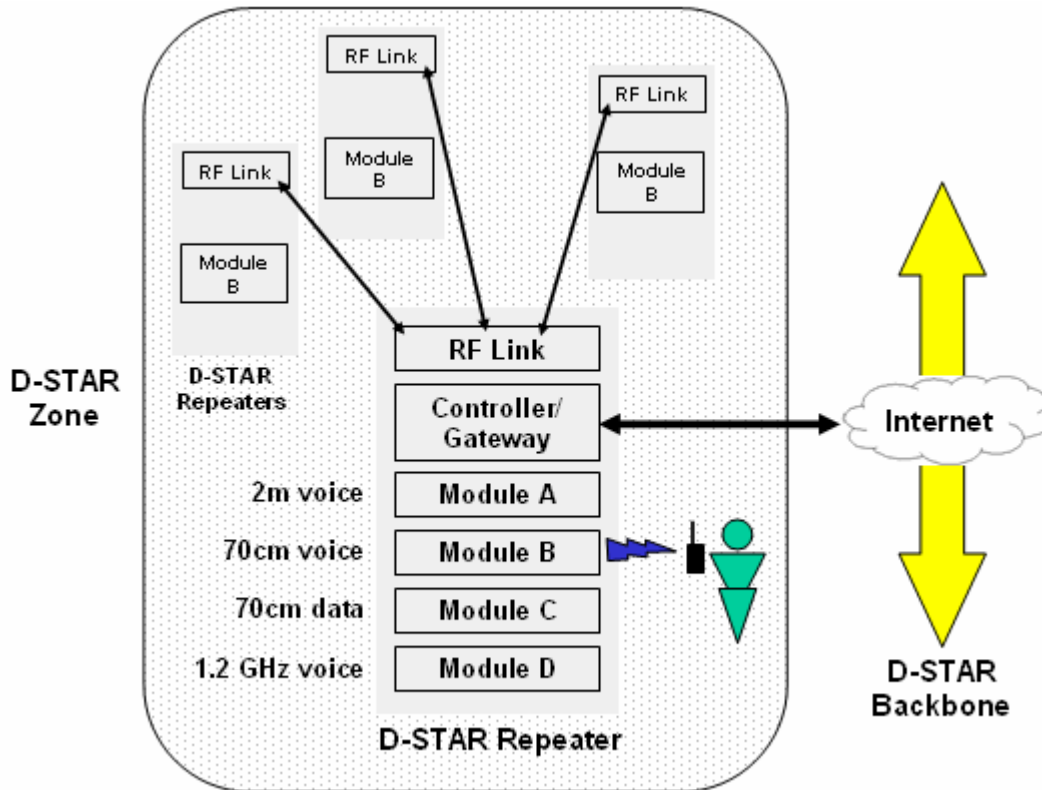 RF Link
Module
B
RF Link
Module
B
RF Link
Module
B
D-STAR
Repeaters
D-STAR
Zone
RF Link
Controller/
Gateway
2m voice
Module A
70cm voice
Module B
70cm data
Module C
1.2 GHz voice
Module D
D-STAR Repeater
Internet
D-STAR
Backbone